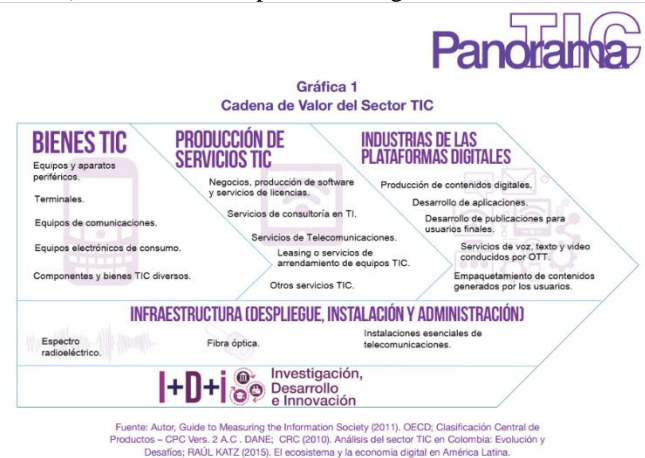 Panorama TIC
Gráfica 1
Cadena de Valor del Sector TIC
BIENES TIC
Equipos y aparatos
periféricos.
Terminales.
Equipos de comunicaciones.
Equipos electrónicos de consumo.
Componentes y bienes TIC diversos.
PRODUCCIÓN DE
SERVICIOS TIC
Negocios, producción de software
y servicios de licencias.
Servicios de consultoría en TI.
Servicios de Telecomunicaciones.
Leasing o servicios de
arrendamiento de equipos TIC.
Otros servicios TIC.
INDUSTRIAS DE LAS
PLATAFORMAS DIGITALES
Producción de contenidos digitales.
Desarrollo de aplicaciones.
Desarrollo de publicaciones para
usuarios finales.
Servicios de voz, texto y video
conducidos por OTT.
Empaquetamiento de contenidos
generados por los usuarios.
INFRAESTRUCTURA (DESPLIEGUE, INSTALACIÓN Y ADMINISTRACIÓN)
Espectro
radioeléctrico.
Fibra óptica.
Instalaciones esenciales de
telecomunicaciones.
I+D+i
Investigación,
Desarrollo
e Innovación
Fuente: Autor, Guide to Measuring the Information Society (2011). OECD; Clasificación Central de
Productos – CPC Vers. 2 A.C . DANE; CRC (2010). Análisis del sector TIC en Colombia: Evolución y
Desafíos; RAÚL KATZ (2015). El ecosistema y la economía digital en América Latina.